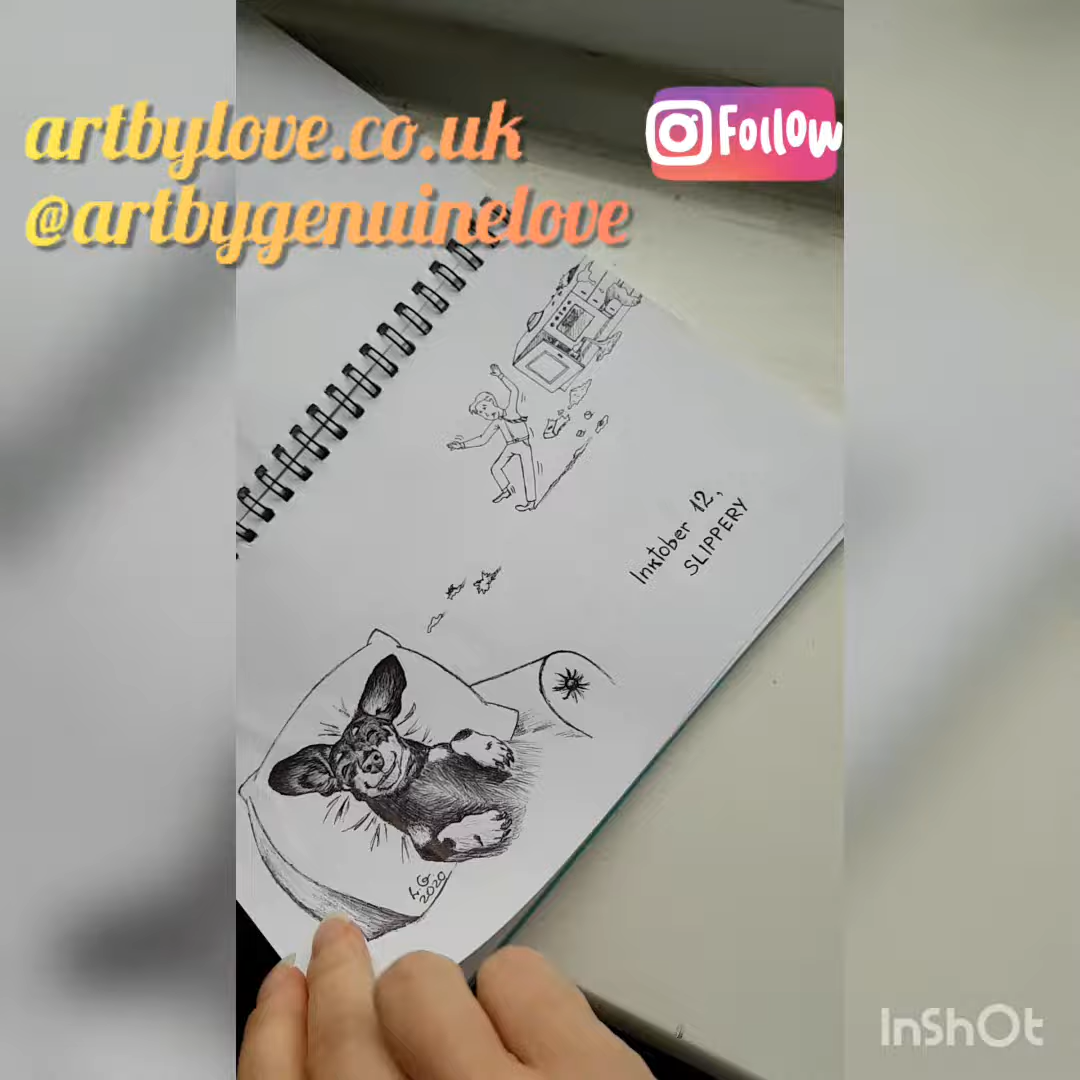 artbylove.co.uk
@artbygenuinelove
Follow
Inktober 12,
SLIPPERY
L.G
2020
InShOt